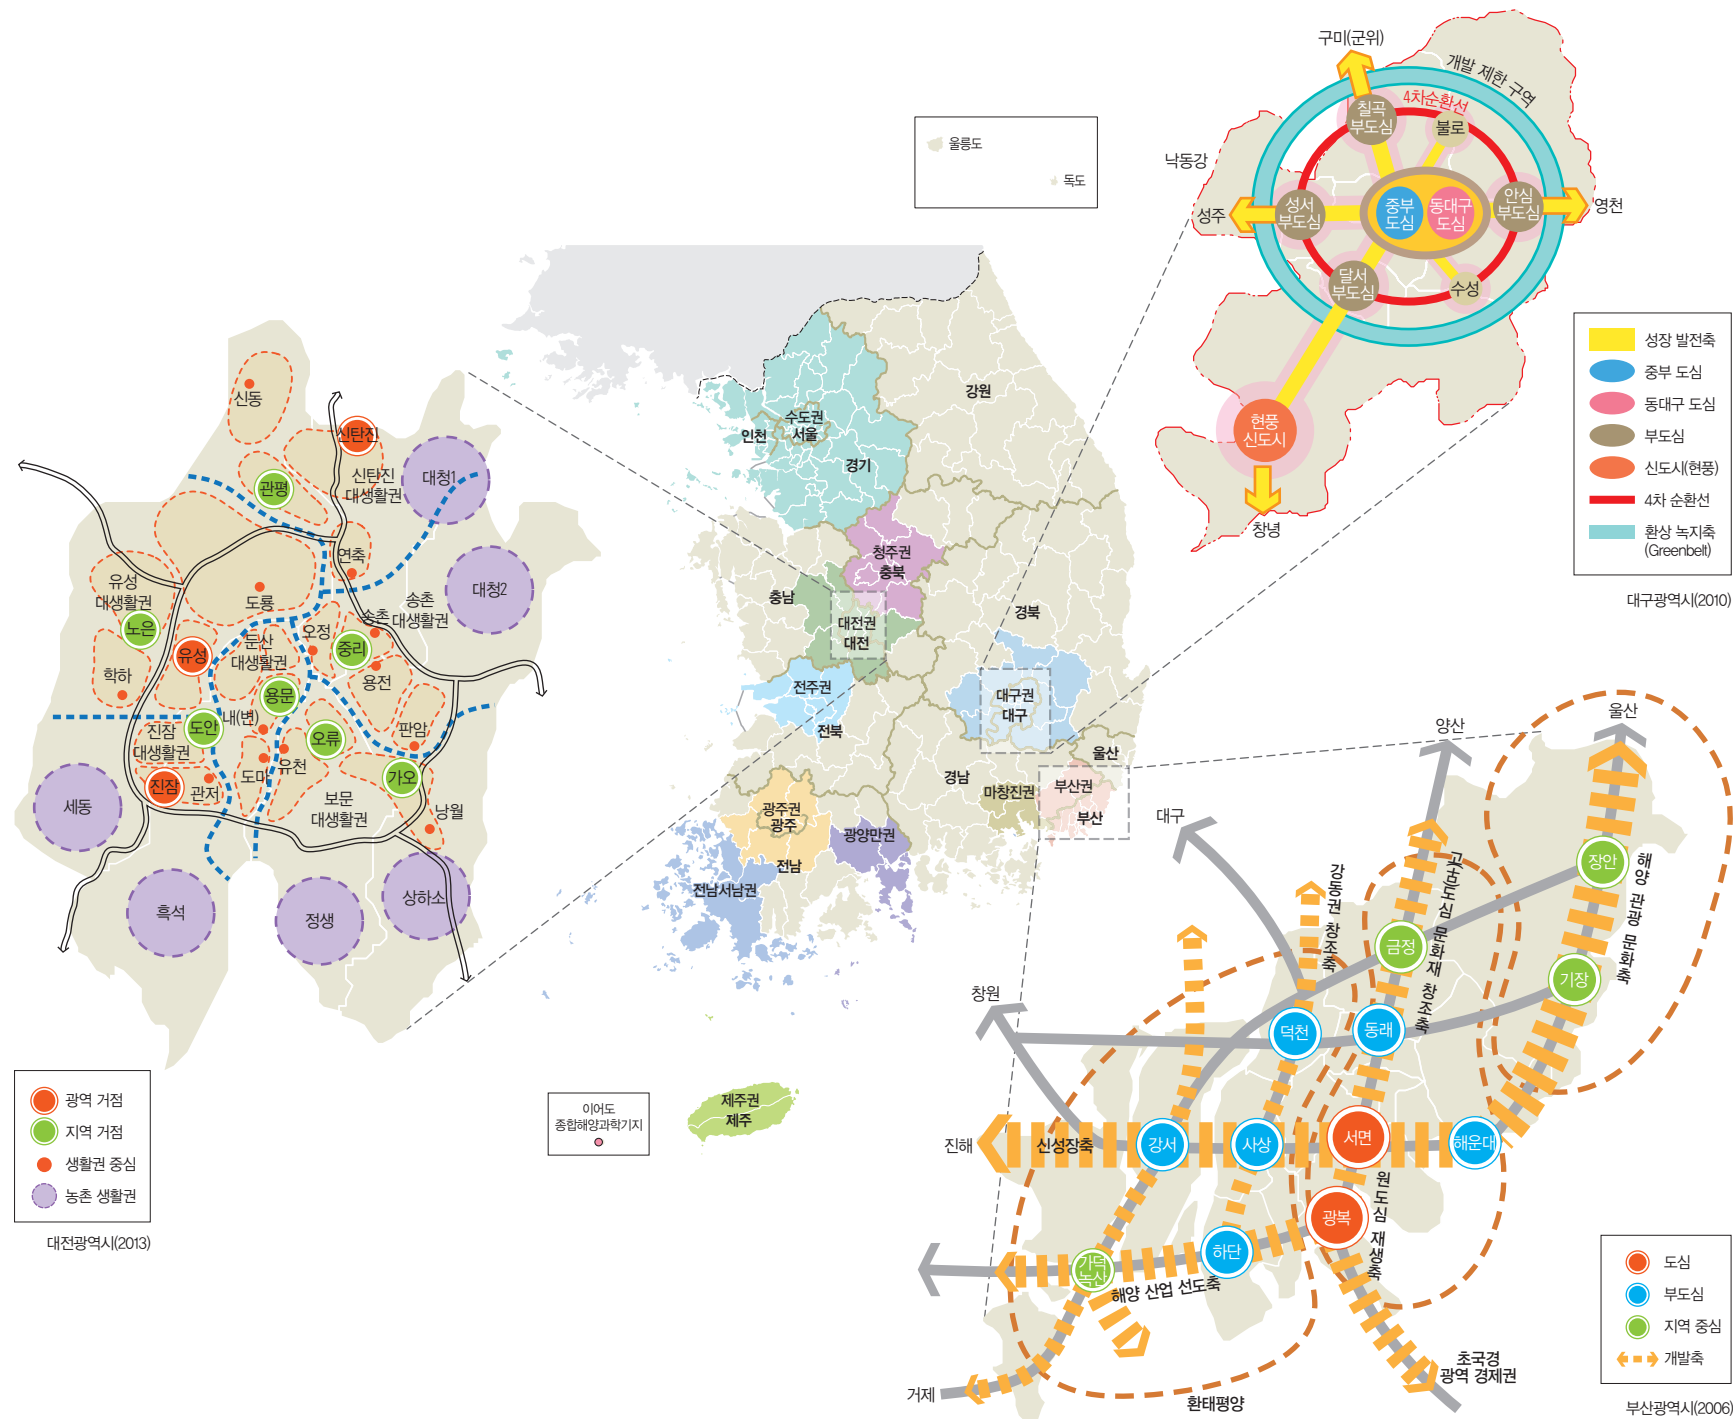 울릉도
독도
구미(군위)
개발 제한 구역
4차순환선
칠곡
부도심
불로
낙동강
성주
성서
부도심
중부
도심
동대구
도심
안심
부도심
영천
달서
부도심
수성
현풍
신도시
창녕
성장 발전축
중부 도심
동대구 도심
부도심
신도시(현풍)
4차 순환선
환상 녹지축
(Greenbelt)
대구광역시(2010)
수도권
서울
인천
경기
강원
청주권
충북
충남
대전권
대전
경북
전주권
전북
대구권
대구
울산
경남
마창진권
부산권
부산
광주권
광주
광양만권
전남
전남서남권
제주권
제주
이어도
종합해양과학기지
신동
신탄진
관평
신탄진
대생활권
대청1
연축
대청2
유성
대생활권
도룡
송촌
송촌
대생활권
노은
유성
둔산
대생활권
오정
중리
학하
용전
용문
내(변)
도안
진잠
대생활권
오류
판암
도마
유천
가오
진잠
관저
세동
보문
대생활권
낭월
흑석
정생
상하소
광역 거점
지역 거점
생활권 중심
농촌 생활권
대전광역시(2013)
울산
양산
대구
장안
해양 관광 문화축
강동권 창조축
고古도심 문화재 창조축
금정
기장
창원
덕천
동래
진해
신성장축
강서
사상
서면
해운대
원도심 재생축
광복
하단
가덕
녹산
해양 산업 선도축
거제
환태평양
초국경
광역 경제권
도심
부도심
지역 중심
개발축
부산광역시(2006)